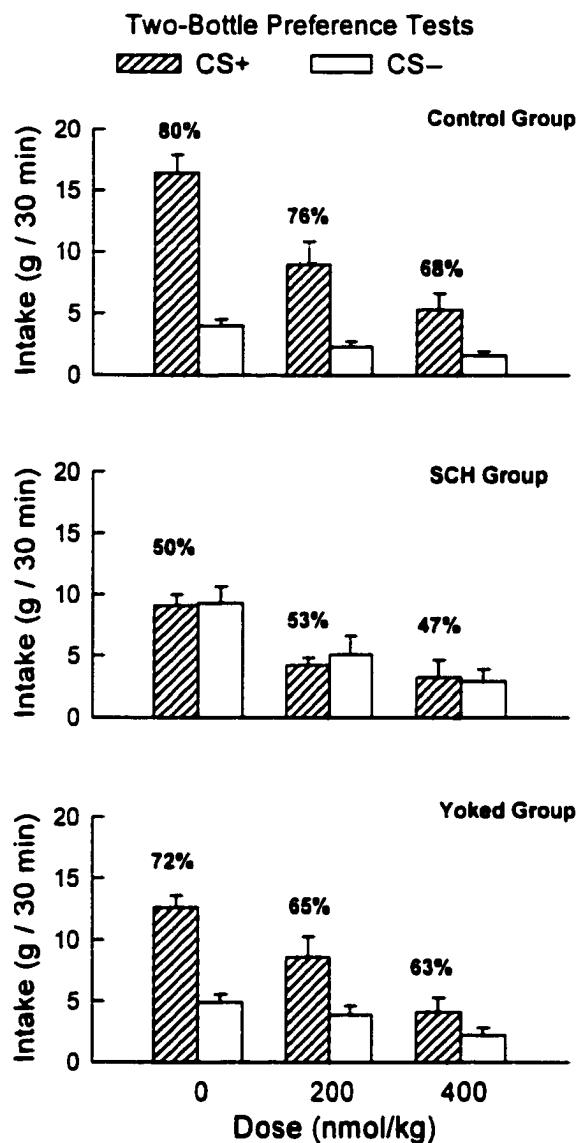 Two-Bottle Preference Tests
CS+ CS–
Control Group
20
15
10
5
0
Intake (g / 30 min)
80%
76%
68%
SCH Group
20
15
10
5
0
Intake (g / 30 min)
50%
53%
47%
Yoked Group
20
15
10
5
0
Intake (g / 30 min)
72%
65%
63%
0 200 400
Dose (nmol/kg)